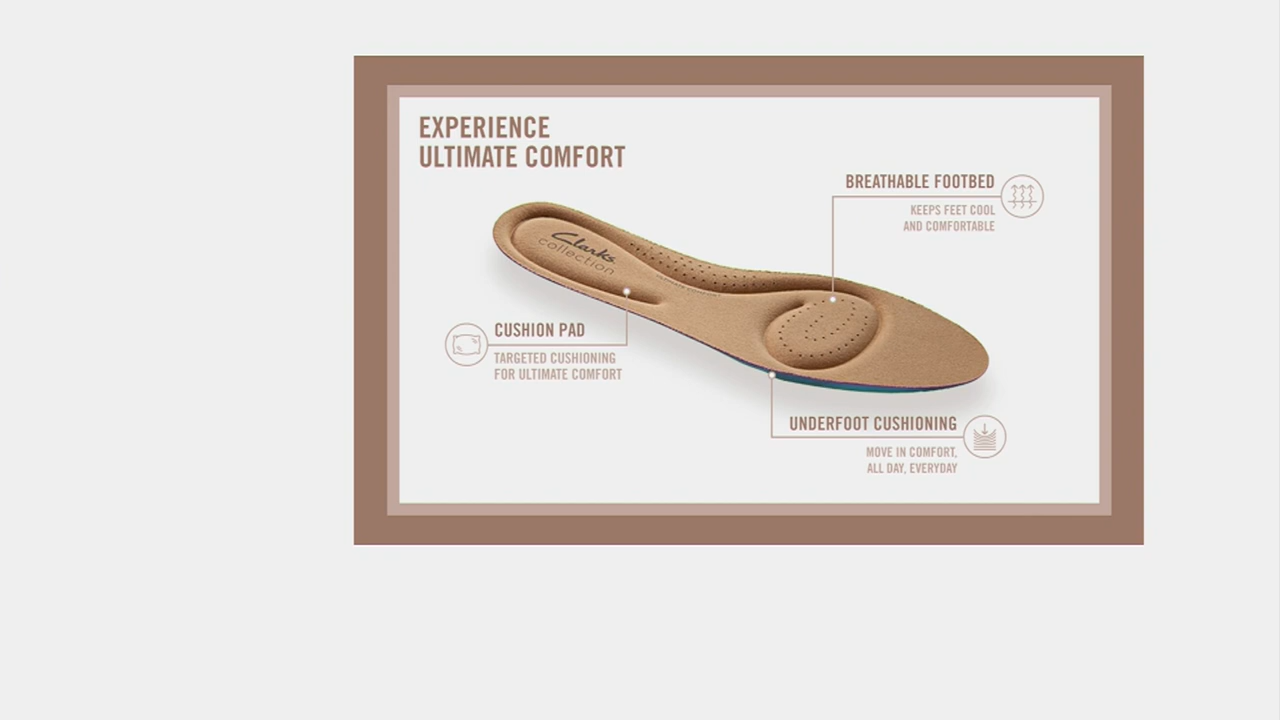 EXPERIENCE
ULTIMATE COMFORT
BREATHABLE FOOTBED
KEEPS FEET COOL
AND COMFORTABLE
Clarks
collection
CUSHION PAD
TARGETED CUSHIONING
FOR ULTIMATE COMFORT
UNDERFOOT CUSHIONING
MOVE IN COMFORT,
ALL DAY, EVERYDAY